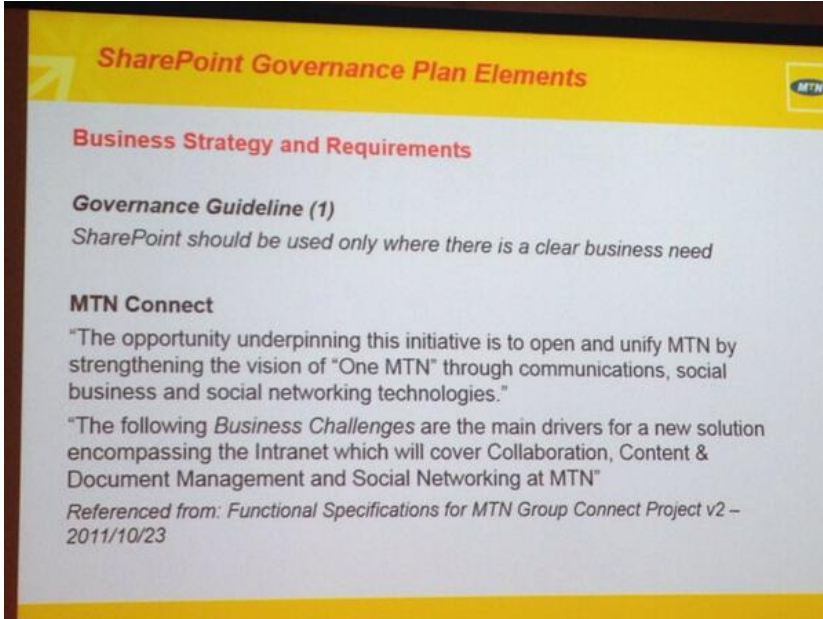 SharePoint Governance Plan Elements
MTN
Business Strategy and Requirements
Governance Guideline (1)
SharePoint should be used only where there is a clear business need
MTN Connect
“The opportunity underpinning this initiative is to open and unify MTN by
strengthening the vision of “One MTN” through communications, social
business and social networking technologies.”
“The following Business Challenges are the main drivers for a new solution
encompassing the Intranet which will cover Collaboration, Content &
Document Management and Social Networking at MTN”
Referenced from: Functional Specifications for MTN Group Connect Project v2 –
2011/10/23